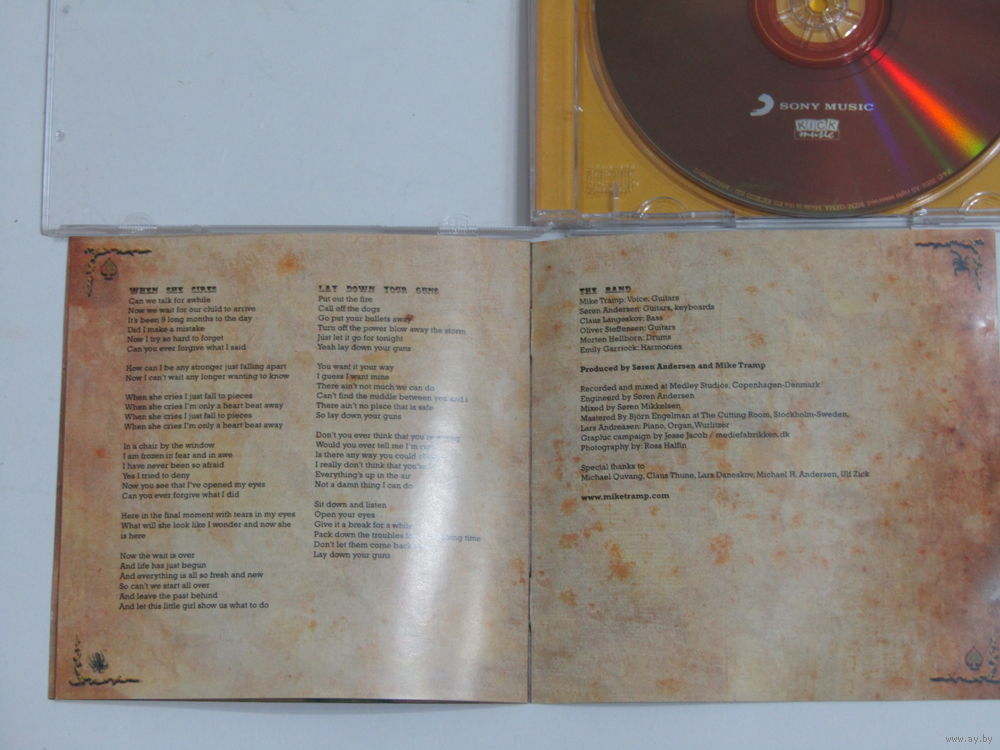 SONY MUSIC
KICK
music
WHEN SHE CIRES
Can we talk for awhile
Now we wait for our child to arrive
It's been 9 long months to the day
Did I make a mistake
Now I try so hard to forget
Can you ever forgive what I said
How can I be any stronger just falling apart
Now I can't wait any longer wanting to know
When she cries I just fall to pieces
When she cries I'm only a heart beat away
When she cries I just fall to pieces
When she cries I'm only a heart beat away
In a chair by the window
I am frozen in fear and in awe
I have never been so afraid
Yes I tried to deny
Now you see that I've opened my eyes
Can you ever forgive what I did
Here in the final moment with tears in my eyes
What will she look like I wonder and now she
is here
Now the wait is over
And life has just begun
And everything is all so fresh and new
So can't we start all over
And leave the past behind
And let this little girl show us what to do
LAY DOWN YOUR GUNS
Put out the fire
Call off the dogs
Go put your bullets away
Turn off the power blow away the storm
Just let it go for tonight
Yeah lay down your guns
You want it your way
I guess I want mine
There ain't not much we can do
Can't find the middle between you and i
There ain't no place that is safe
So lay down your guns
Don't you ever think that you're
Would you ever tell me I'm
Is there any way you could
I really don't think that you
Everything's up in the air
Not a damn thing I can do
Sit down and listen
Open your eyes
Give it a break for a while
Pack down the troubles long time
Don't let them come back
Lay down your guns
THE BAND
Mike Tramp: Voice, Guitars
Søren Andersen: Guitars, keyboards
Claus Langeskov: Bass
Oliver Steffensen: Guitars
Morten Hellborn: Drums
Emily Garriock: Harmonies
Produced by Søren Andersen and Mike Tramp
Recorded and mixed at Medley Studios, Copenhagen-Denmark
Engineerd by Søren Andersen
Mixed by Søren Mikkelsen
Mastered By Björn Engelman at The Cutting Room, Stockholm-Sweden,
Lars Andreasen: Piano, Organ, Wurlitzer
Graphic campaign by Jesse Jacob / mediefabrikken.dk
Photography by: Ross Halfin
Special thanks to
Michael Quvang, Claus Thune, Lars Daneskov, Michael H. Andersen, Ulf Zick
www.miketramp.com
www.ay.by